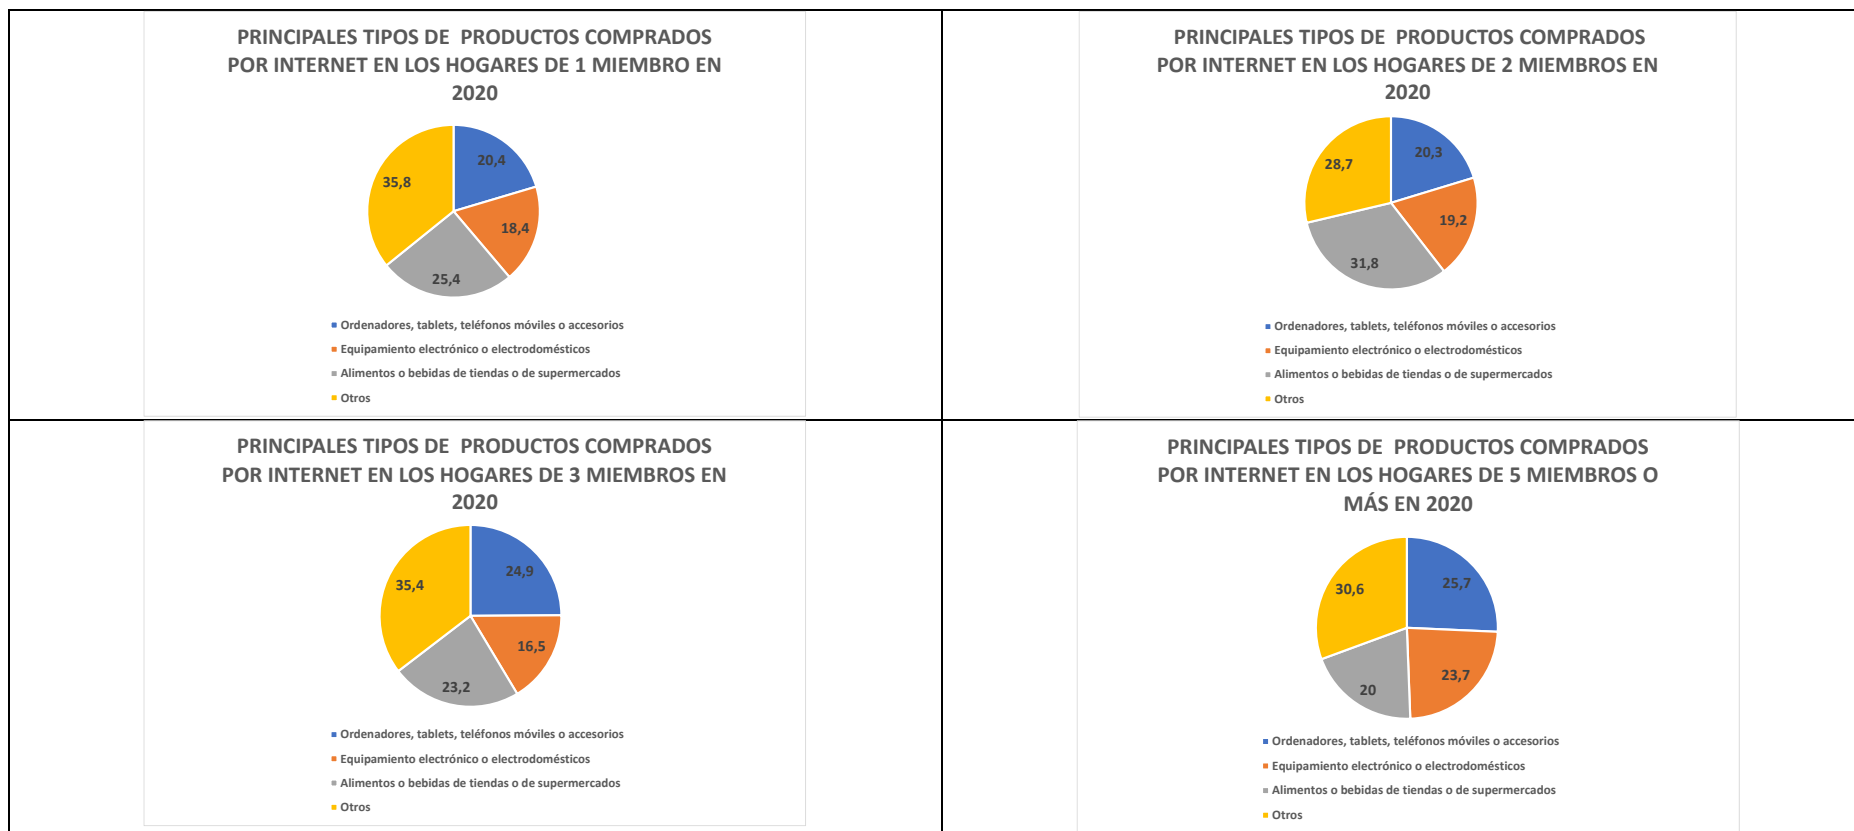 PRINCIPALES TIPOS DE  PRODUCTOS COMPRADOS
POR INTERNET EN LOS HOGARES DE 1 MIEMBRO EN
2020
20,4
18,4
25,4
35,8
Ordenadores, tablets, teléfonos móviles o accesorios
Equipamiento electrónico o electrodomésticos
Alimentos o bebidas de tiendas o de supermercados
Otros
PRINCIPALES TIPOS DE  PRODUCTOS COMPRADOS
POR INTERNET EN LOS HOGARES DE 2 MIEMBROS EN
2020
20,3
19,2
31,8
28,7
Ordenadores, tablets, teléfonos móviles o accesorios
Equipamiento electrónico o electrodomésticos
Alimentos o bebidas de tiendas o de supermercados
Otros
PRINCIPALES TIPOS DE  PRODUCTOS COMPRADOS
POR INTERNET EN LOS HOGARES DE 3 MIEMBROS EN
2020
24,9
16,5
23,2
35,4
Ordenadores, tablets, teléfonos móviles o accesorios
Equipamiento electrónico o electrodomésticos
Alimentos o bebidas de tiendas o de supermercados
Otros
PRINCIPALES TIPOS DE  PRODUCTOS COMPRADOS
POR INTERNET EN LOS HOGARES DE 5 MIEMBROS O
MÁS EN 2020
25,7
23,7
20
30,6
Ordenadores, tablets, teléfonos móviles o accesorios
Equipamiento electrónico o electrodomésticos
Alimentos o bebidas de tiendas o de supermercados
Otros